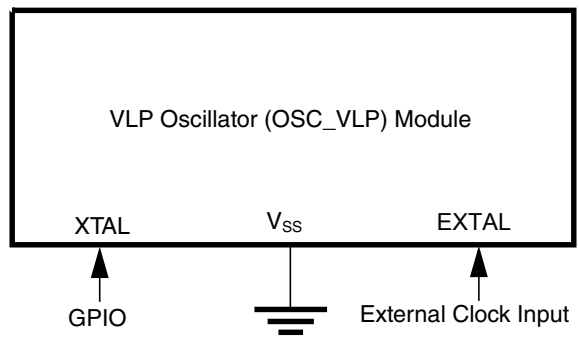 VLP Oscillator (OSC_VLP) Module
XTAL
VSS
EXTAL
GPIO
External Clock Input